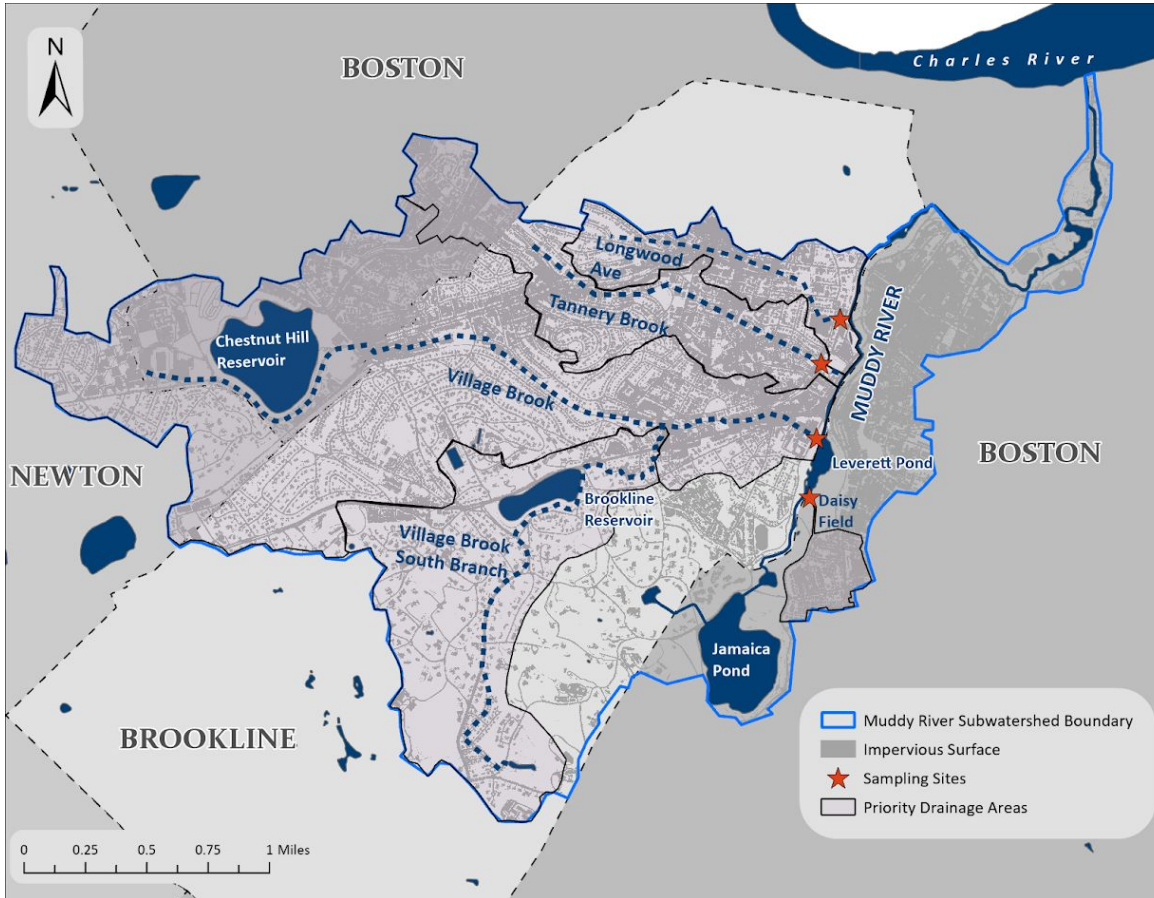 N
BOSTON
Charles River
Longwood
Ave
Tannery Brook
MUDDY RIVER
Chestnut Hill
Reservoir
Village Brook
NEWTON
Leverett Pond
BOSTON
Brookline
Reservoir
Daisy
Field
Village Brook
South Branch
Jamaica
Pond
BROOKLINE
Muddy River Subwatershed Boundary
Impervious Surface
Sampling Sites
Priority Drainage Areas
0 0.25 0.5 0.75 1 Miles